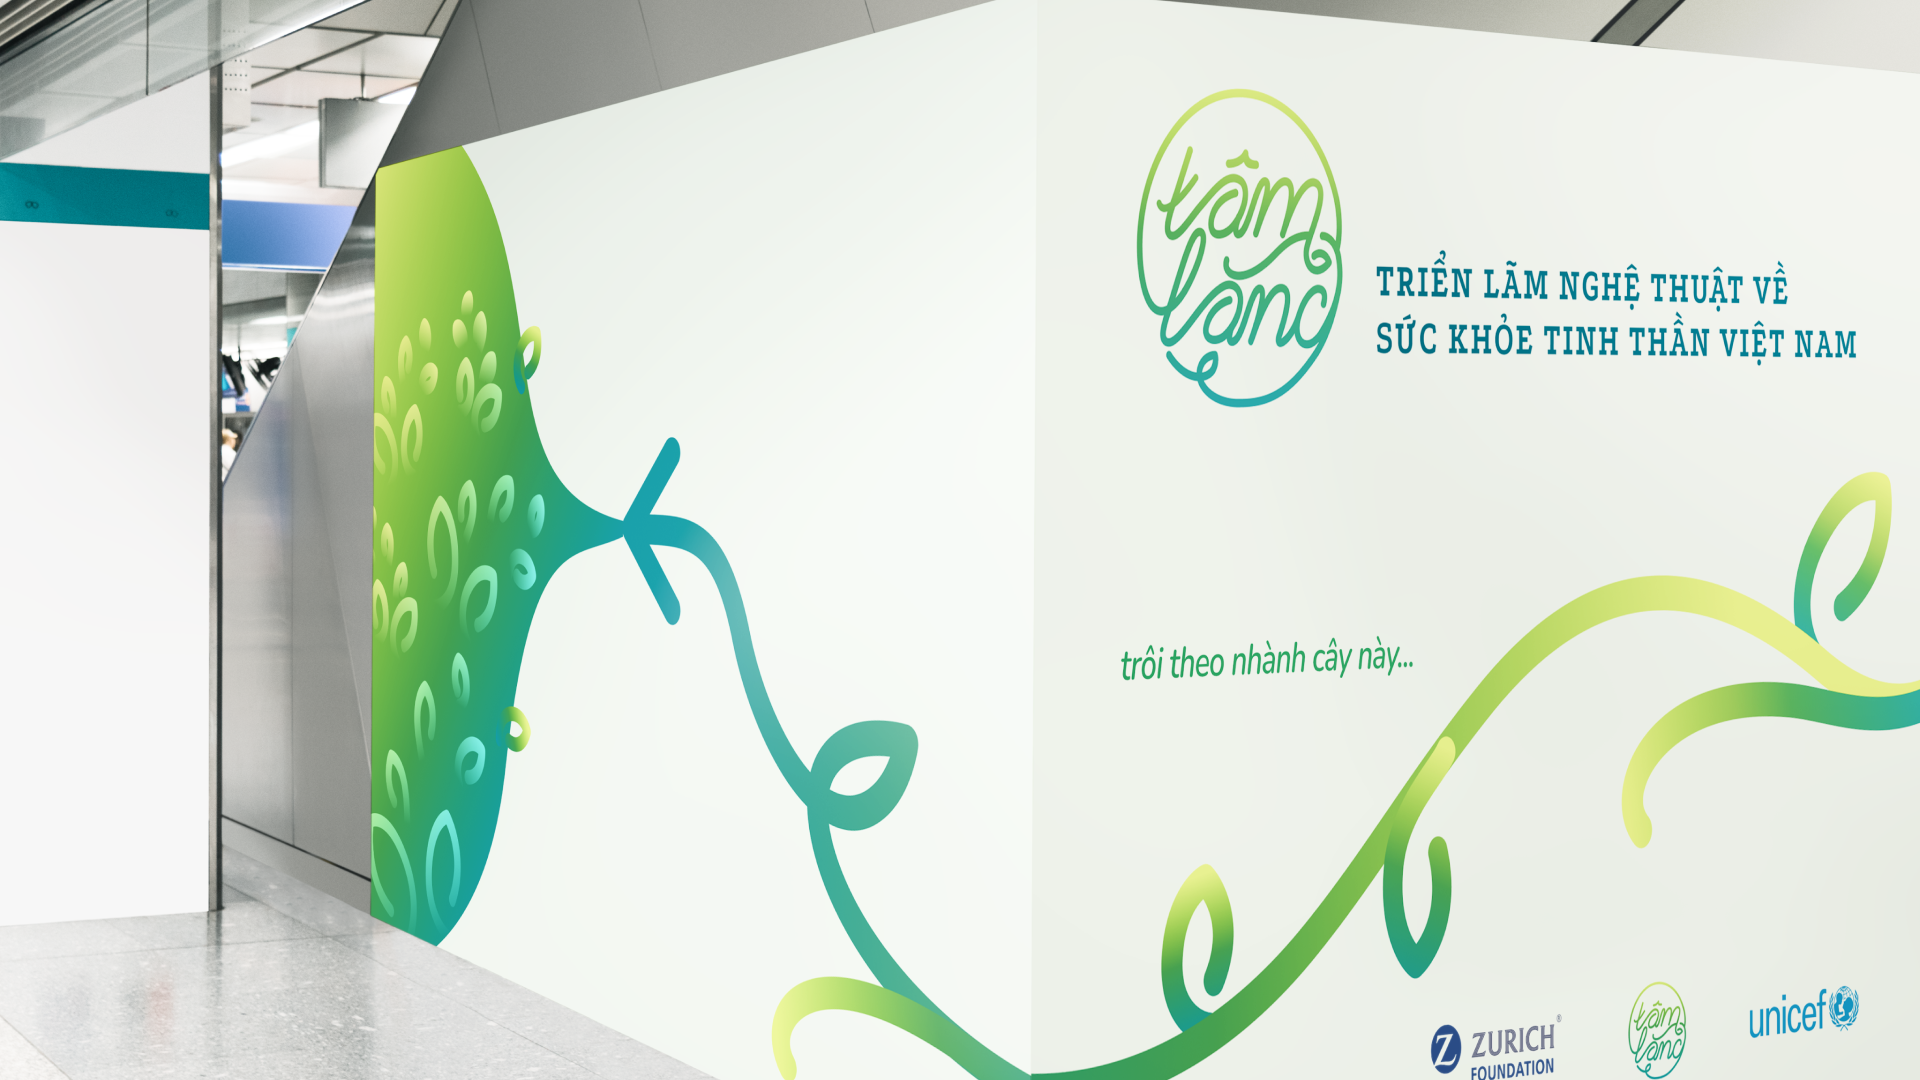 tâm
lặng
TRIỂN LÃM NGHỆ THUẬT VỀ
SỨC KHỎE TINH THẦN VIỆT NAM
trôi theo nhành cây này...
Z ZURICH®
FOUNDATION
tâm
lặng
unicef